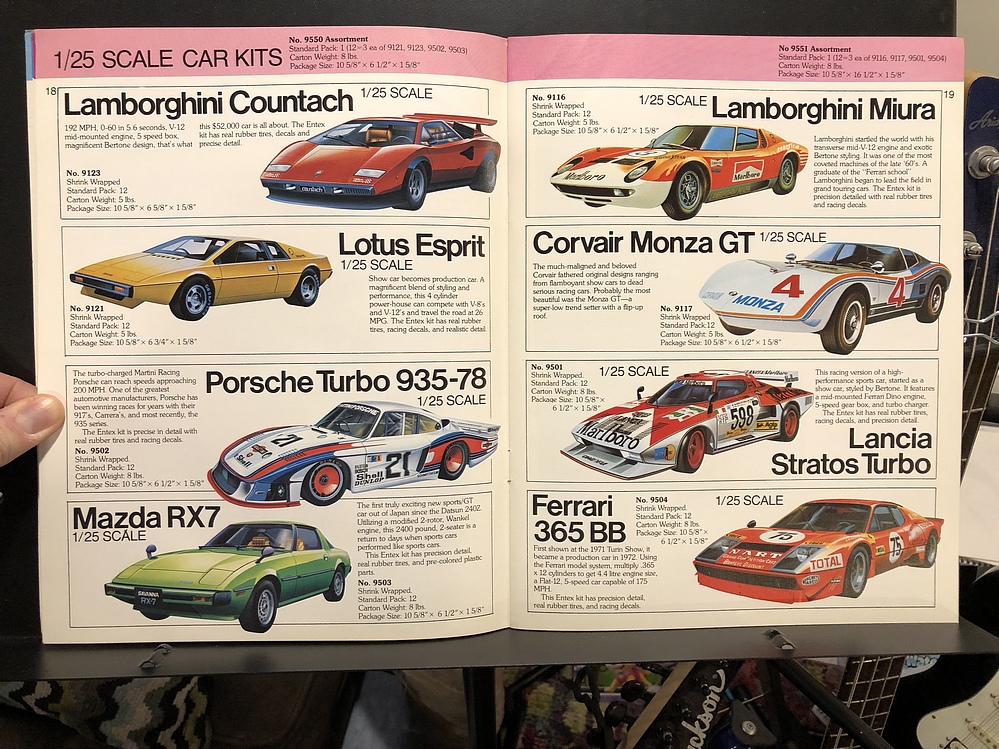 1/25 SCALE CAR KITS
No. 9550 Assortment
Standard Pack: 1 (12=3 ea of 9121, 9123, 9502, 9503)
Carton Weight: 8 lbs.
Package Size: 10 5/8" × 6 1/2" × 1 5/8"
18
Lamborghini Countach 1/25 SCALE
192 MPH, 0-60 in 5.6 seconds, V-12
mid-mounted engine, 5 speed box,
magnificent Bertone design, that's what
this $52,000 car is all about. The Entex
kit has real rubber tires, decals and
precise detail.
No. 9123
Shrink Wrapped
Standard Pack: 12
Carton Weight: 5 lbs.
Package Size: 10 5/8" × 6 5/8" × 1 5/8"
countach
Lotus Esprit
1/25 SCALE
Show car becomes production car. A
magnificent blend of styling and
performance, this 4 cylinder
power-house can compete with V-8's
and V-12's and travel the road at 26
MPG. The Entex kit has real rubber
tires, racing decals, and realistic detail.
No. 9121
Shrink Wrapped
Standard Pack: 12
Carton Weight: 5 lbs.
Package Size: 10 5/8" × 6 3/4" × 1 5/8"
The turbo-charged Martini Racing
Porsche can reach speeds approaching
200 MPH. One of the greatest
automotive manufacturers, Porsche has
been winning races for years with their
917's, Carrera's, and most recently, the
935 series.
The Entex kit is precise in detail with
real rubber tires and racing decals.
No. 9502
Shrink Wrapped.
Standard Pack: 12
Carton Weight: 8 lbs.
Package Size: 10 5/8" × 6 1/2" × 1 5/8"
Porsche Turbo 935-78
1/25 SCALE
PORSCHE
21
21
Shell
Shell
DUNLOP
Mazda RX7
1/25 SCALE
SAVANNA
RX-7
The first truly exciting new sports/GT
car out of Japan since the Datsun 240Z.
Utilizing a modified 2-rotor, Wankel
engine, this 2400 pound, 2-seater is a
return to days when sports cars
performed like sports cars.
This Entex kit has precision detail,
real rubber tires, and pre-colored plastic
parts.
No. 9503
Shrink Wrapped.
Standard Pack: 12
Carton Weight: 8 lbs.
Package Size: 10 5/8" × 6 1/2" × 1 5/8"
No. 9551 Assortment
Standard Pack: 1 (12=3 ea of 9116, 9117, 9501, 9504)
Carton Weight: 8 lbs.
Package Size: 10 5/8" × 16 1/2" × 1 5/8"
19
No. 9116
Shrink Wrapped
Standard Pack: 12
Carton Weight: 5 lbs.
Package Size: 10 5/8" × 6 1/2" × 1 5/8"
1/25 SCALE Lamborghini Miura
Lamborghini startled the world with his
transverse mid-V-12 engine and exotic
Bertone styling. It was one of the most
coveted machines of the late '60's. A
graduate of the "Ferrari school",
Lamborghini began to lead the field in
grand touring cars. The Entex kit is
precision detailed with real rubber tires
and racing decals.
Marlboro
Marlboro
Corvair Monza GT 1/25 SCALE
The much-maligned and beloved
Corvair fathered original designs ranging
from flamboyant show cars to dead
serious racing cars. Probably the most
beautiful was the Monza GT—a
super-low trend setter with a flip-up
roof.
No. 9117
Shrink Wrapped
Standard Pack: 12
Carton Weight: 5 lbs.
Package Size: 10 5/8" × 6 1/2" × 1 5/8"
4
4
MONZA
No. 9501
Shrink Wrapped.
Standard Pack: 12
Carton Weight: 8 lbs.
Package Size: 10 5/8" ×
6 1/2" × 1 5/8"
1/25 SCALE
Marlboro
598
This racing version of a high-
performance sports car, started as a
show car, styled by Bertone. It features
a mid-mounted Ferrari Dino engine,
5-speed gear box, and turbo charger.
The Entex kit has real rubber tires,
precision detail, and racing decals.
Lancia
Stratos Turbo
Ferrari
365 BB
No. 9504
Shrink Wrapped.
Standard Pack: 12
Carton Weight: 8 lbs.
Package Size: 10 5/8" ×
6 1/2" × 1 5/8"
1/25 SCALE
First shown at the 1971 Turin Show, it
became a production car in 1972. Using
the Ferrari model system, multiply .365
x 12 cylinders to get 4.4 litre engine size,
a Flat-12, 5-speed car capable of 175
MPH.
This Entex kit has precision detail,
real rubber tires, and racing decals.
75
75
N.A.R.T.
TOTAL
Jackson